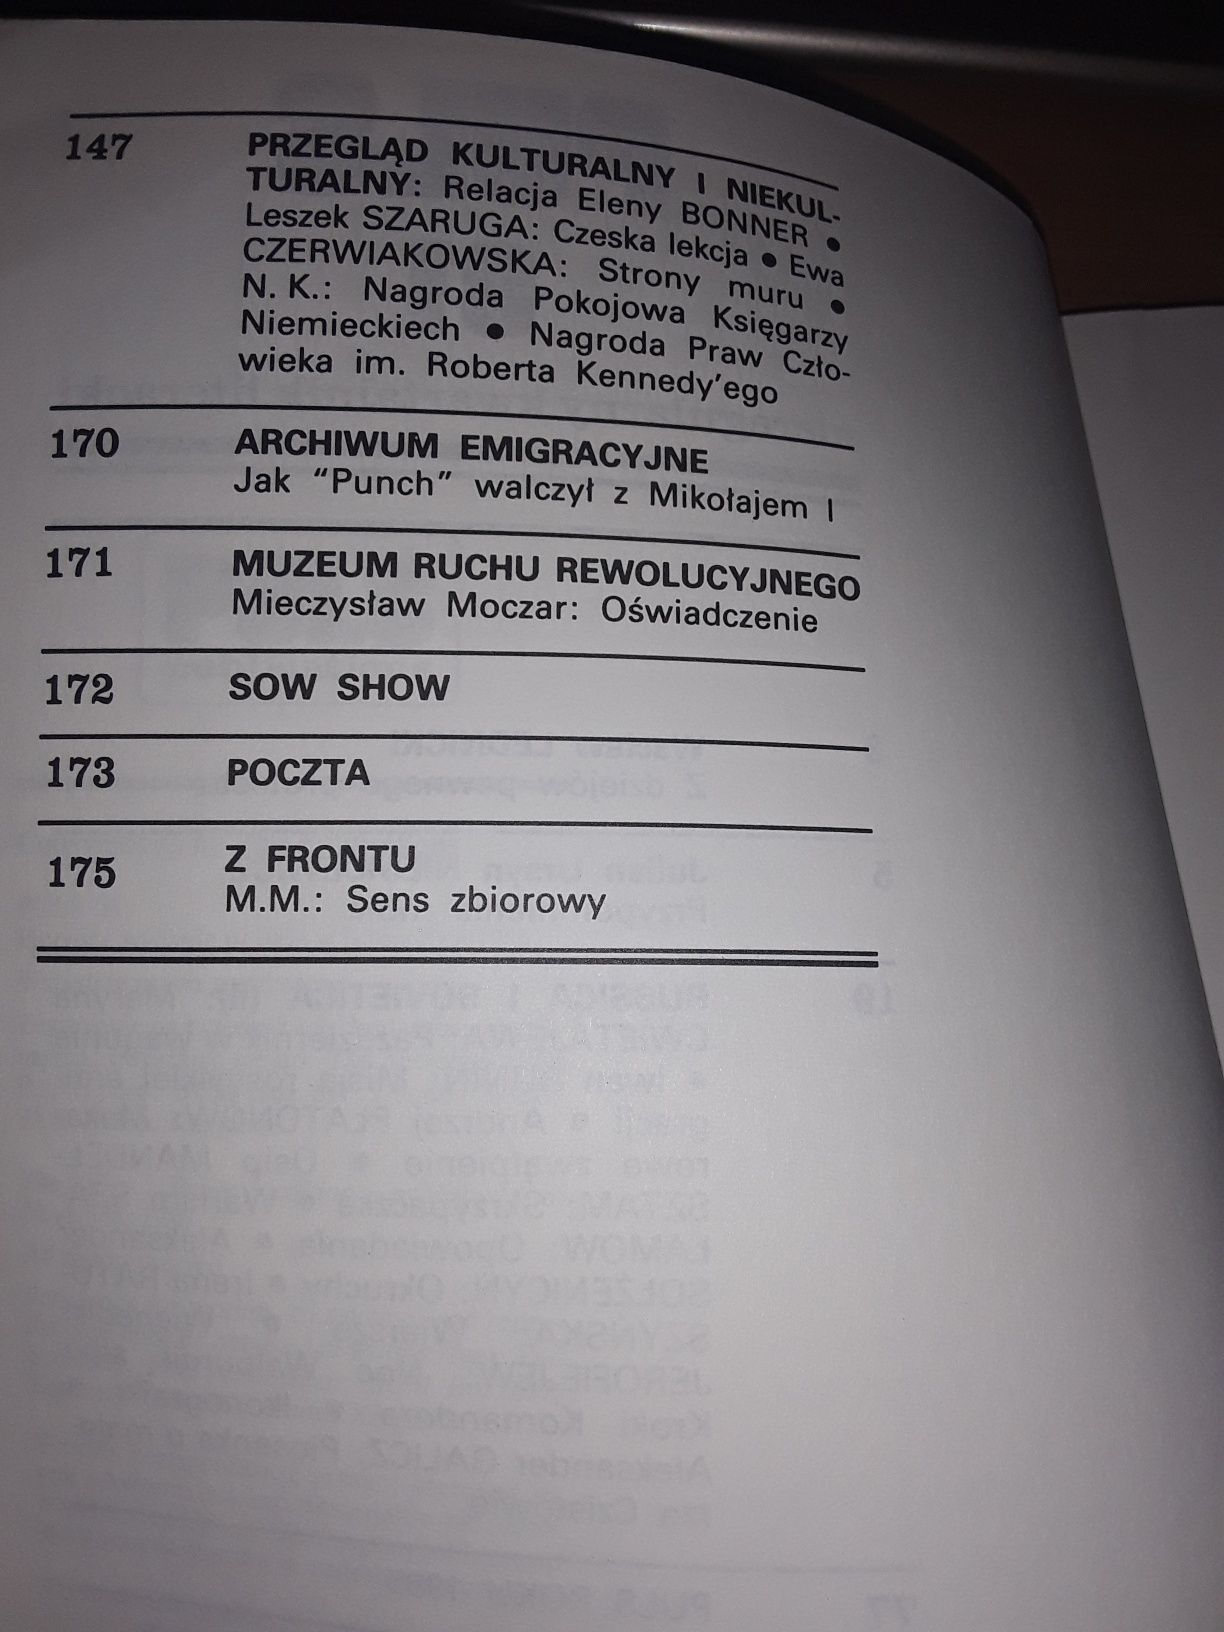 147 PRZEGLĄD KULTURALNY I NIEKUL-
TURALNY: Relacja Eleny BONNER •
Leszek SZARUGA: Czeska lekcja • Ewa
CZERWIAKOWSKA: Strony muru •
N. K.: Nagroda Pokojowa Księgarzy
Niemieckiech • Nagroda Praw Czło-
wieka im. Roberta Kennedy'ego
170 ARCHIWUM EMIGRACYJNE
Jak "Punch" walczył z Mikołajem I
171 MUZEUM RUCHU REWOLUCYJNEGO
Mieczysław Moczar: Oświadczenie
172 SOW SHOW
173 POCZTA
175 Z FRONTU
M.M.: Sens zbiorowy